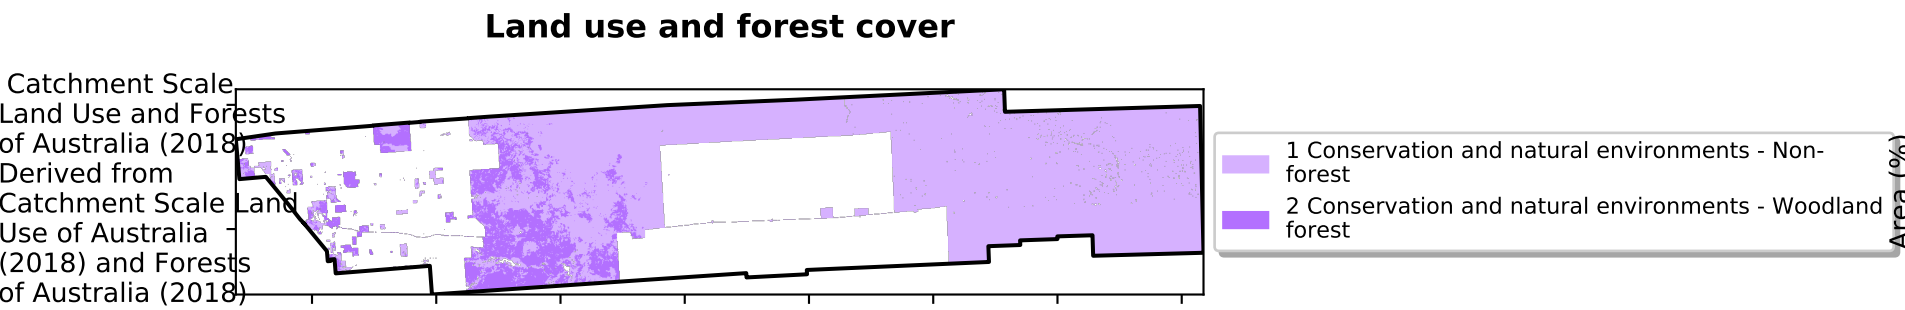 Land use and forest cover
Catchment Scale
Land Use and Forests
of Australia (2018)
Derived from
Catchment Scale Land
Use of Australia
(2018) and Forests
of Australia (2018)
1 Conservation and natural environments - Non-
forest
2 Conservation and natural environments - Woodland
forest
Area (%)